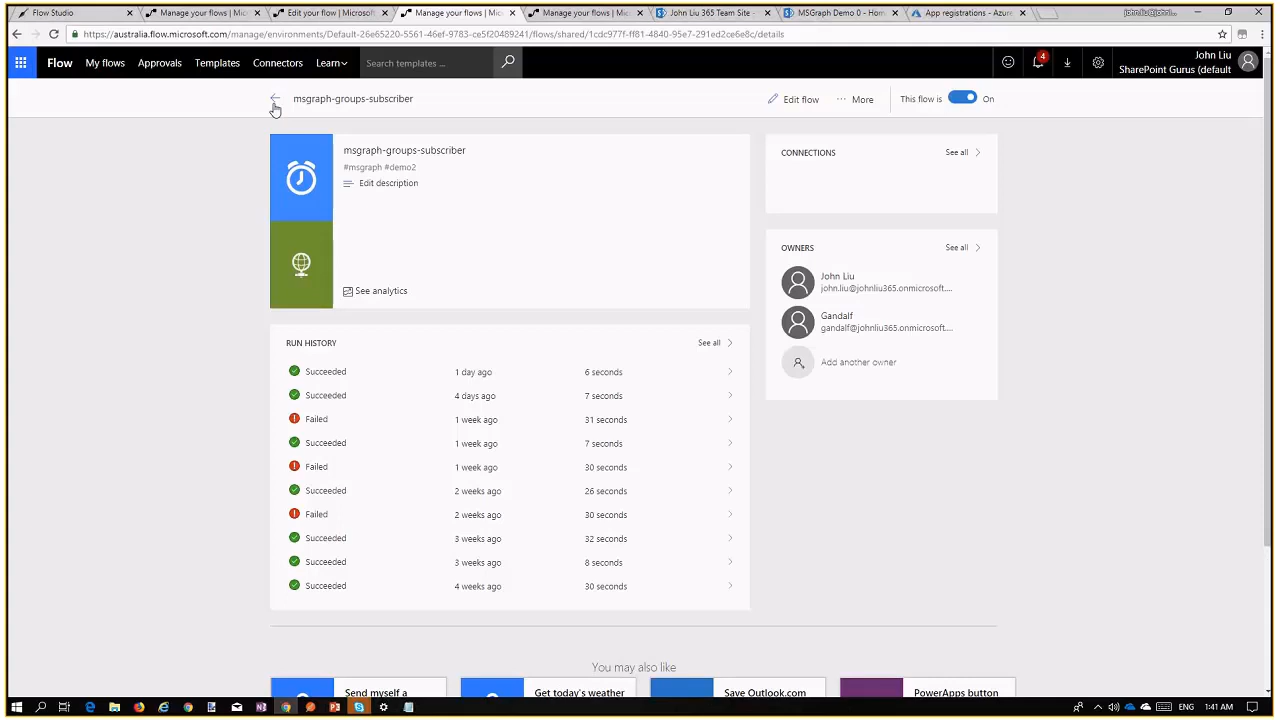 Flow Studio
Manage your flows | Mic
Edit your flow | Microsoft
Manage your flows | Mic
Manage your flows | Mic
John Liu 365 Team Site -
MSGraph Demo 0 - Hom
App registrations - Azure
https://australia.flow.microsoft.com/manage/environments/Default-26e65220-5561-46ef-9783-ce5f20489241/flows/shared/1cdc977f-ff81-4840-95e7-291ed2ce6e8c/details
Flow
My flows
Approvals
Templates
Connectors
Learn
Search templates ...
4
John Liu
SharePoint Gurus (default
msgraph-groups-subscriber
Edit flow
More
This flow is
On
msgraph-groups-subscriber
#msgraph #demo2
Edit description
See analytics
CONNECTIONS
See all
OWNERS
See all
John Liu
john.liu@johnliu365.onmicrosoft....
Gandalf
gandalf@johnliu365.onmicrosoft....
Add another owner
RUN HISTORY
See all
Succeeded 1 day ago 6 seconds
Succeeded 4 days ago 7 seconds
Failed 1 week ago 31 seconds
Succeeded 1 week ago 7 seconds
Failed 1 week ago 30 seconds
Succeeded 2 weeks ago 26 seconds
Failed 2 weeks ago 30 seconds
Succeeded 3 weeks ago 32 seconds
Succeeded 3 weeks ago 8 seconds
Succeeded 4 weeks ago 30 seconds
You may also like
Send myself a
Get today's weather
Save Outlook.com
PowerApps button
ENG
1:41 AM